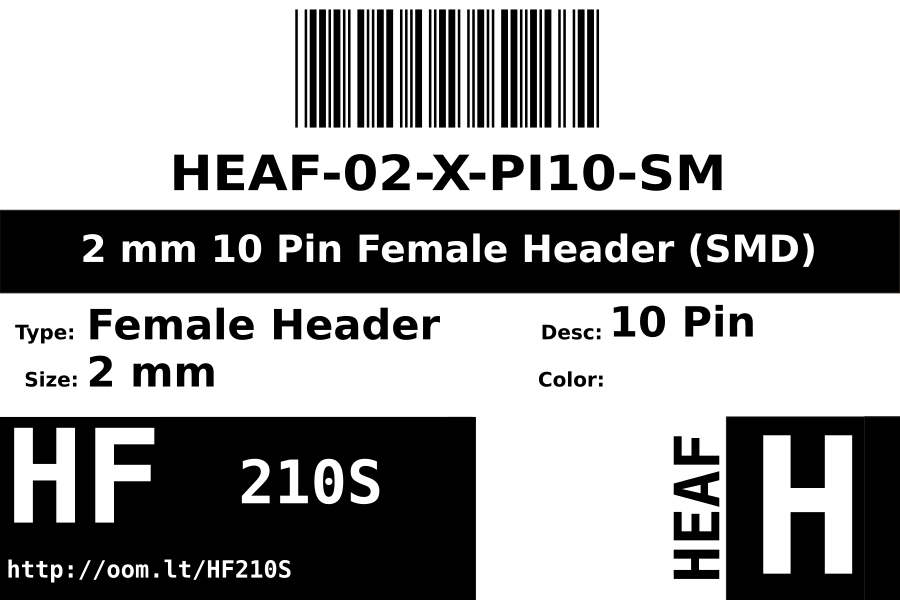 HEAF-02-X-PI10-SM
2 mm 10 Pin Female Header (SMD)
Type: Female Header
Desc: 10 Pin
Size: 2 mm
Color:
HF 210S
http://oom.lt/HF210S
HEAF
H